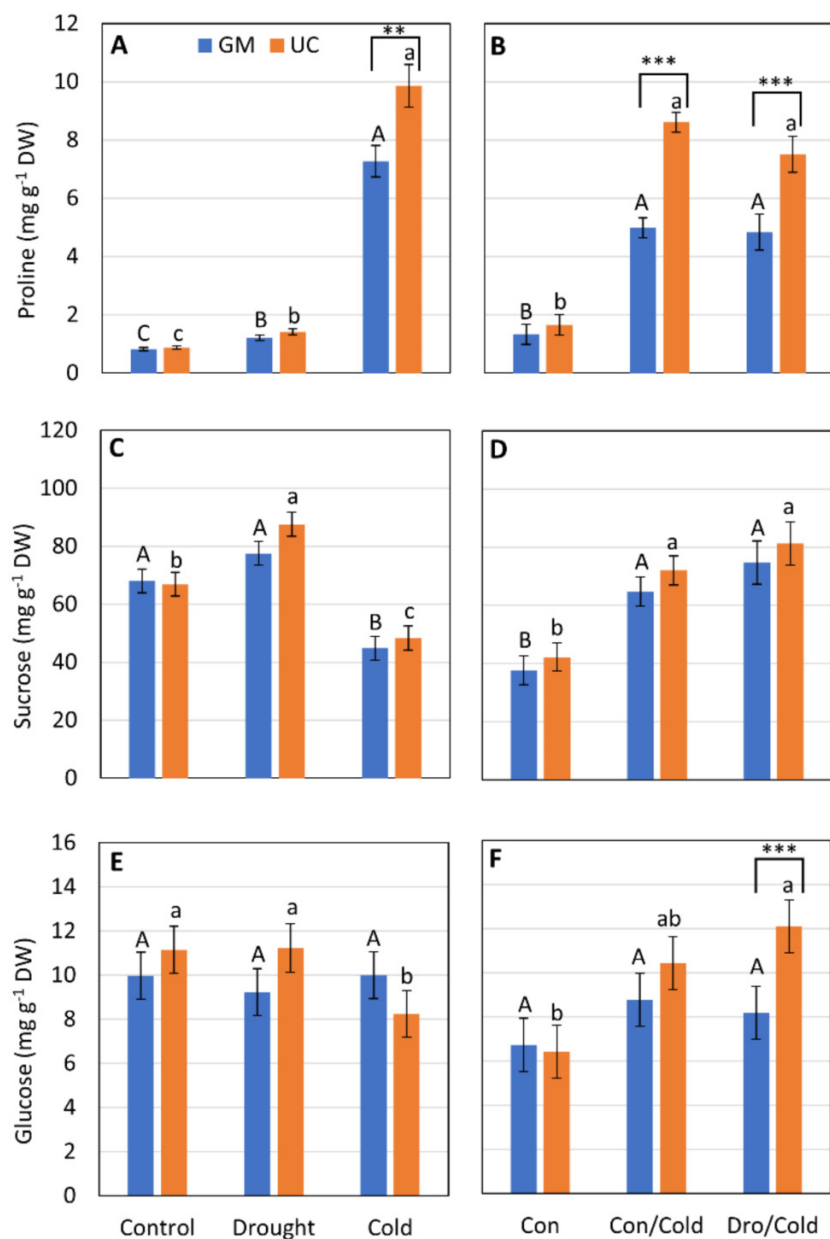 A
GM
UC
**
a
A
C
c
B
b
12
10
8
6
4
2
0
Proline (mg g⁻¹ DW)
B
***
***
a
a
A
A
B
b
C
A
b
A
a
B
c
120
100
80
60
40
20
0
Sucrose (mg g⁻¹ DW)
D
B
b
A
a
A
a
E
A
a
A
a
A
b
16
14
12
10
8
6
4
2
0
Glucose (mg g⁻¹ DW)
Control Drought Cold
F
***
A
b
A
ab
A
a
Con Con/Cold Dro/Cold